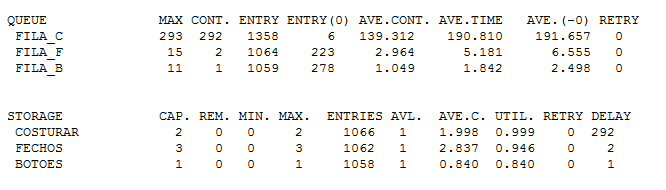 QUEUE MAX CONT. ENTRY ENTRY(0) AVE.CONT. AVE.TIME AVE.(-0) RETRY
FILA_C 293 292 1358 6 139.312 190.810 191.657 0
FILA_F 15 2 1064 223 2.964 5.181 6.555 0
FILA_B 11 1 1059 278 1.049 1.842 2.498 0
STORAGE CAP. REM. MIN. MAX. ENTRIES AVL. AVE.C. UTIL. RETRY DELAY
COSTURAR 2 0 0 2 1066 1 1.998 0.999 0 292
FECHOS 3 0 0 3 1062 1 2.837 0.946 0 2
BOTOES 1 0 0 1 1058 1 0.840 0.840 0 1